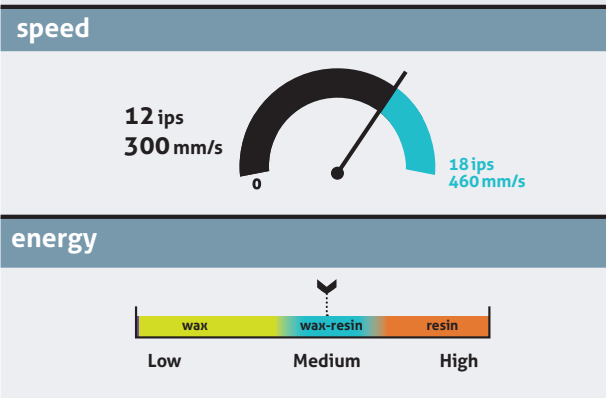 speed
12 ips
300 mm/s
0
18 ips
460 mm/s
energy
wax wax-resin resin
Low Medium High